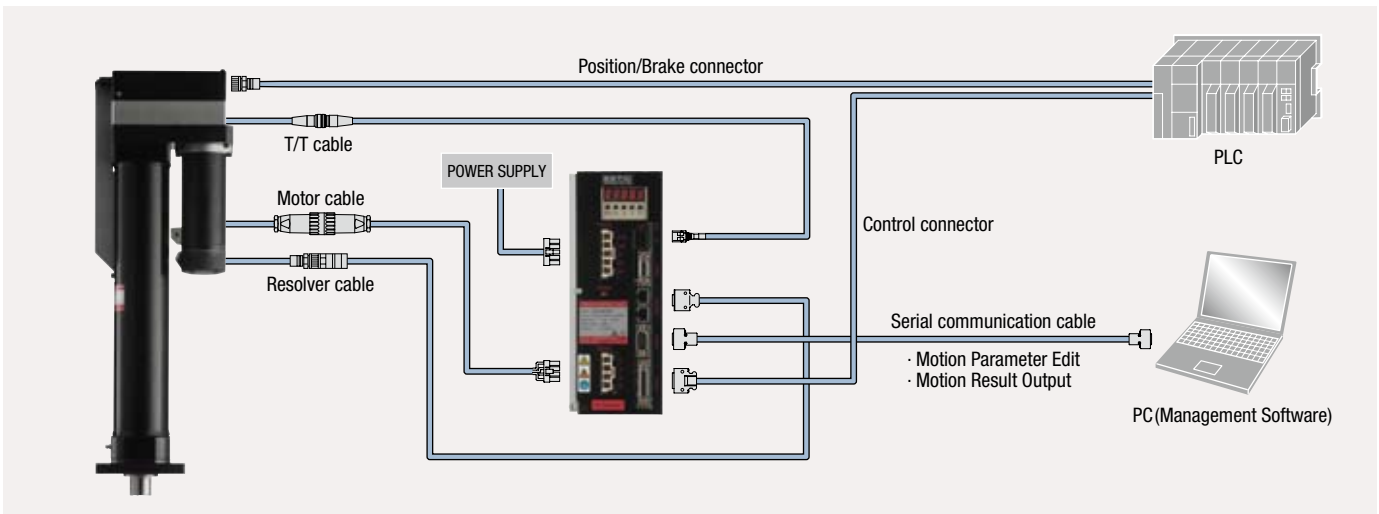 Position/Brake connector
T/T cable
PLC
POWER SUPPLY
Motor cable
Control connector
Resolver cable
Serial communication cable
· Motion Parameter Edit
· Motion Result Output
PC(Management Software)